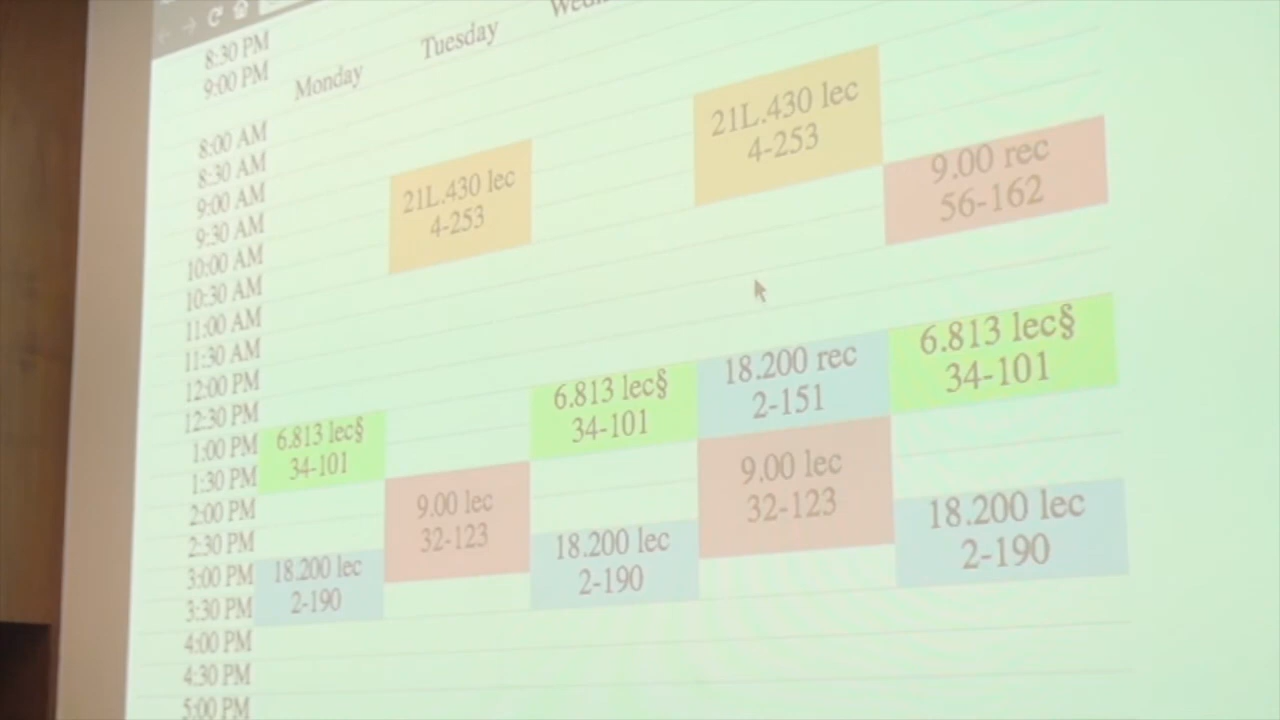 8:30 PM
9:00 PM
Monday
Tuesday
8:00 AM
8:30 AM
9:00 AM
9:30 AM
10:00 AM
10:30 AM
11:00 AM
11:30 AM
12:00 PM
12:30 PM
1:00 PM
1:30 PM
2:00 PM
2:30 PM
3:00 PM
3:30 PM
4:00 PM
4:30 PM
5:00 PM
6.813 lec§
34-101
18.200 lec
2-190
21L.430 lec
4-253
9.00 lec
32-123
6.813 lec§
34-101
18.200 lec
2-190
21L.430 lec
4-253
18.200 rec
2-151
9.00 lec
32-123
9.00 rec
56-162
6.813 lec§
34-101
18.200 lec
2-190